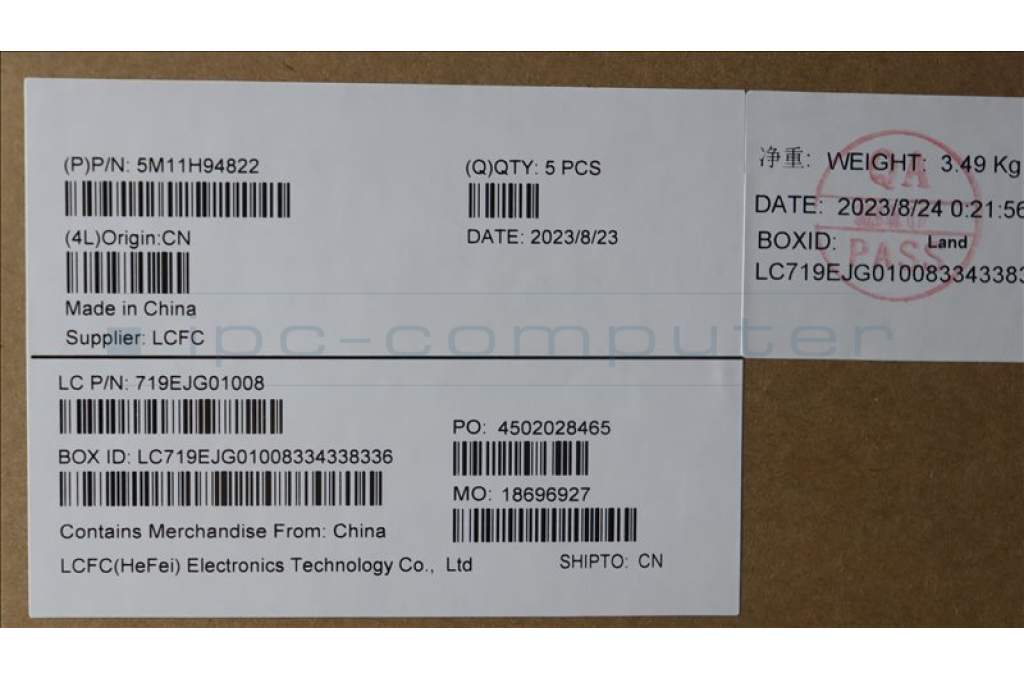 (P)P/N: 5M11H94822
(Q)QTY: 5 PCS
(4L)Origin:CN
DATE: 2023/8/23
Made in China
Supplier: LCFC
净重: WEIGHT: 3.49 Kg
DATE: 2023/8/24 0:21:56
BOXID: Land
LC719EJG010083343383
QA
PASS
ipc-computer
LC P/N: 719EJG01008
PO: 4502028465
BOX ID: LC719EJG01008334338336
MO: 18696927
Contains Merchandise From: China
LCFC(HeFei) Electronics Technology Co., Ltd
SHIPTO: CN